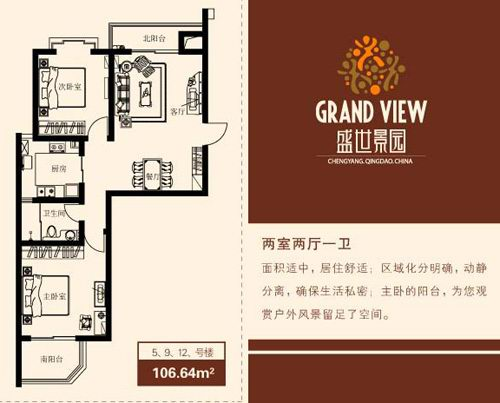 北阳台
次卧室
客厅
厨房
餐厅
卫生间
主卧室
南阳台
5、9、12、号楼
106.64m²
GRAND VIEW
盛世景园
CHENGYANG.QINGDAO.CHINA
两室两厅一卫
面积适中，居住舒适；区域化分明确，动静
分离，确保生活私密；主卧的阳台，为您观
赏户外风景留足了空间。